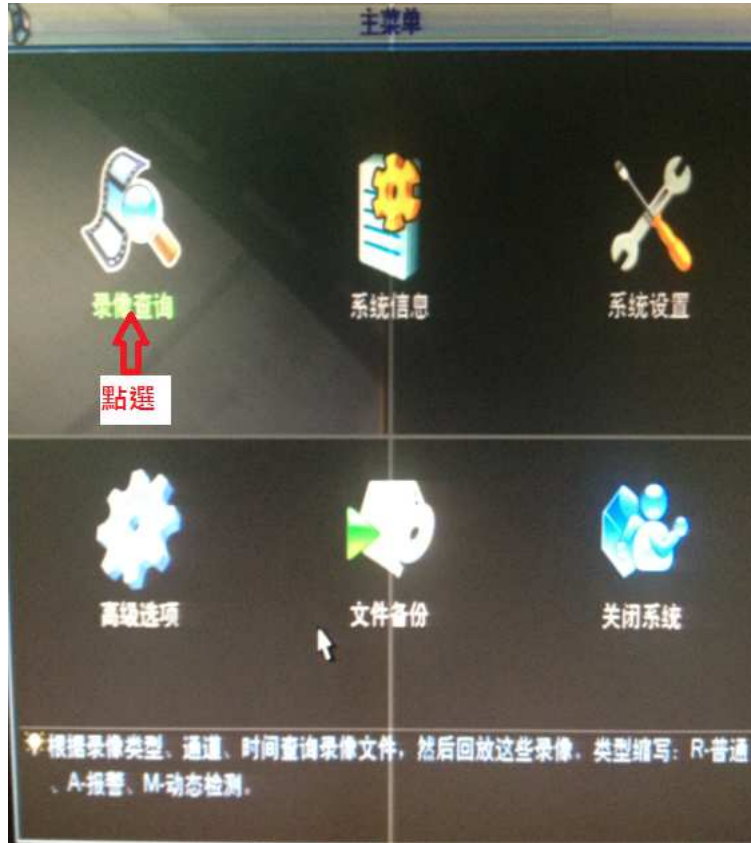 主菜单
录像查询
系统信息
系统设置
點選
高级选项
文件备份
关闭系统
根据录像类型、通道、时间查询录像文件，然后回放这些录像。类型缩写：R-普通
、A-报警、M-动态检测。